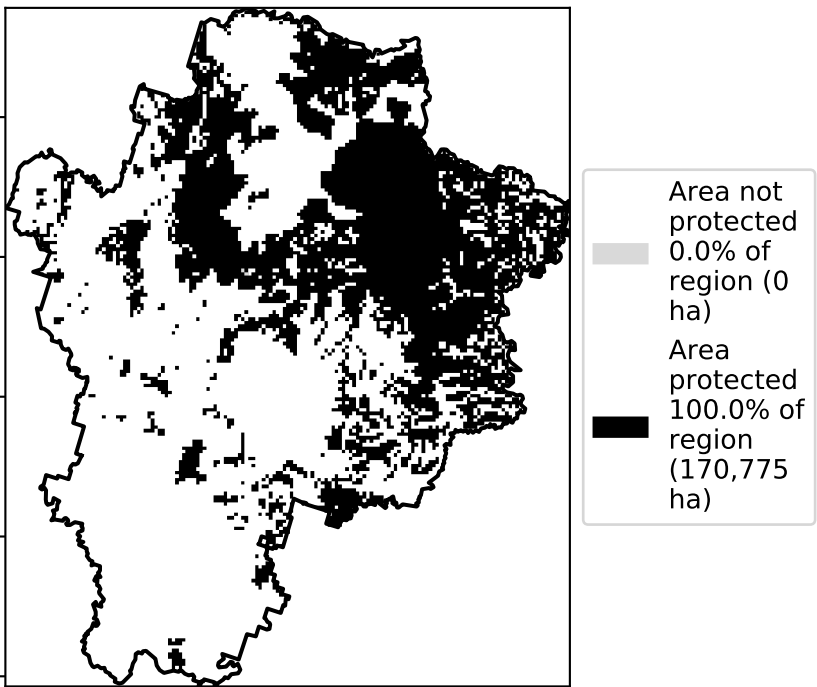 Area not
protected
0.0% of
region (0
ha)
Area
protected
100.0% of
region
(170,775
ha)